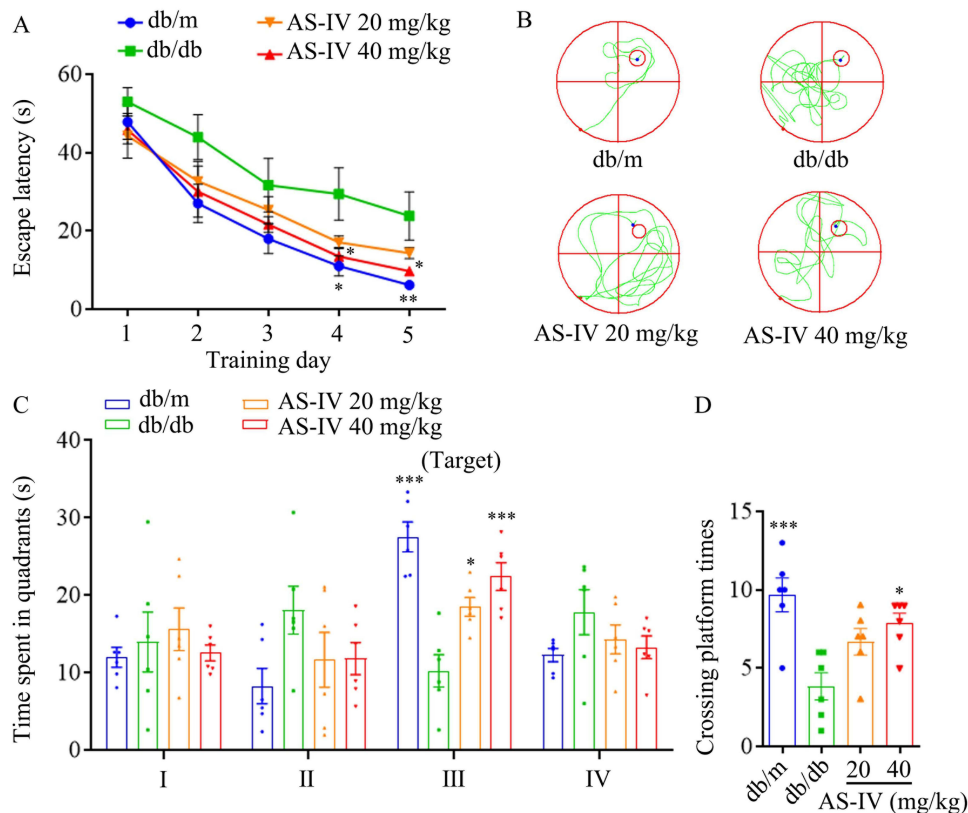 A
db/m
AS-IV 20 mg/kg
db/db
AS-IV 40 mg/kg
Escape latency (s)
60
40
20
0
*
*
*
**
1 2 3 4 5
Training day
B
db/m
db/db
AS-IV 20 mg/kg
AS-IV 40 mg/kg
C
db/m
AS-IV 20 mg/kg
db/db
AS-IV 40 mg/kg
Time spent in quadrants (s)
40
30
20
10
0
(Target)
***
*
***
I II III IV
D
Crossing platform times
15
10
5
0
***
*
db/m
db/db
20 40
AS-IV (mg/kg)